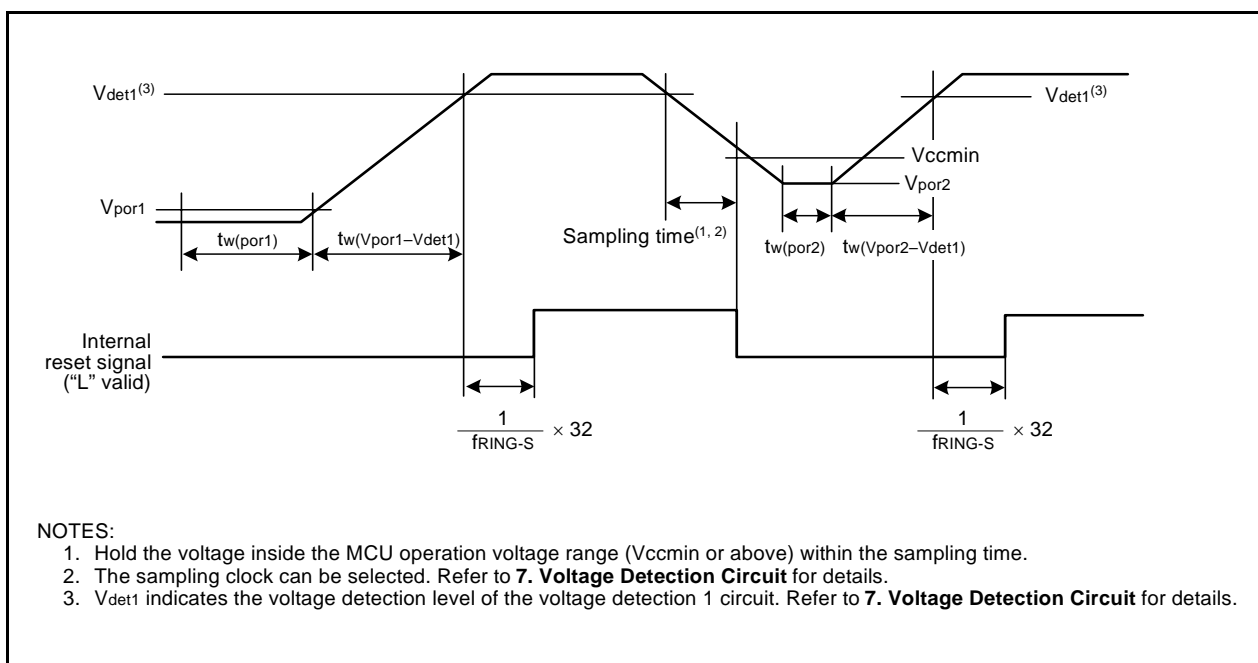 Vdet1(3)
Vdet1(3)
Vccmin
Vpor2
Vpor1
tw(por1)
tw(Vpor1–Vdet1)
Sampling time(1, 2)
tw(por2)
tw(Vpor2–Vdet1)
Internal
reset signal
(“L” valid)
1
fRING-S
× 32
1
fRING-S
× 32
NOTES:
1. Hold the voltage inside the MCU operation voltage range (Vccmin or above) within the sampling time.
2. The sampling clock can be selected. Refer to 7. Voltage Detection Circuit for details.
3. Vdet1 indicates the voltage detection level of the voltage detection 1 circuit. Refer to 7. Voltage Detection Circuit for details.